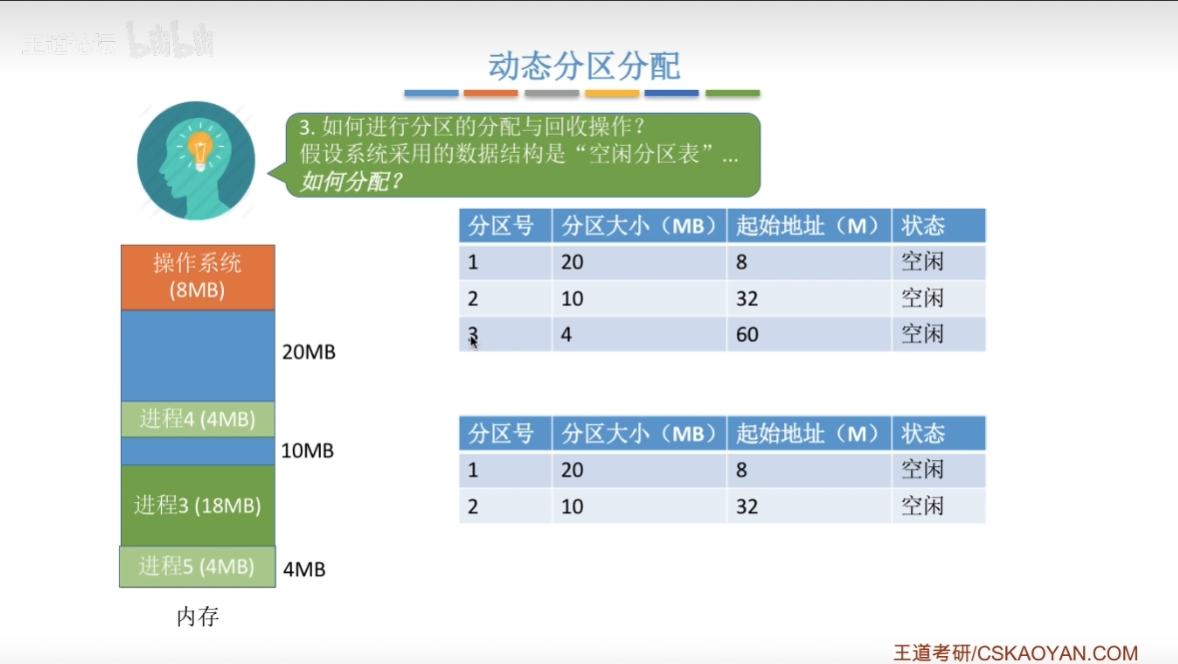 王道论坛 bilibili
动态分区分配
3. 如何进行分区的分配与回收操作？
假设系统采用的数据结构是“空闲分区表”...
如何分配？
分区号 分区大小（MB） 起始地址（M） 状态
1 20 8 空闲
2 10 32 空闲
3 4 60 空闲
操作系统
(8MB)
20MB
进程4 (4MB)
10MB
进程3 (18MB)
进程5 (4MB)
4MB
内存
分区号 分区大小（MB） 起始地址（M） 状态
1 20 8 空闲
2 10 32 空闲
王道考研/CSKAOYAN.COM